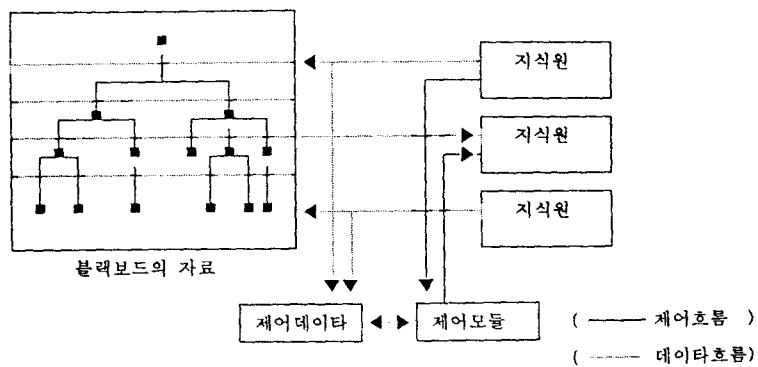 지식원
지식원
지식원
블랙보드의 자료
제어데이타
제어모듈
( 제어흐름 )
( 데이타흐름)